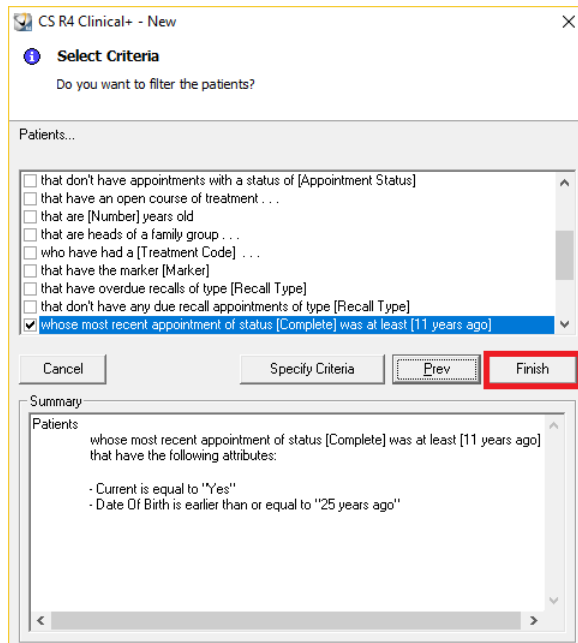 CS R4 Clinical+ - New
Select Criteria
Do you want to filter the patients?
Patients...
that don't have appointments with a status of [Appointment Status]
that have an open course of treatment . . .
that are [Number] years old
that are heads of a family group . . .
who have had a [Treatment Code] . . .
that have the marker [Marker]
that have overdue recalls of type [Recall Type]
that don't have any due recall appointments of type [Recall Type]
whose most recent appointment of status [Complete] was at least [11 years ago]
Cancel Specify Criteria Prev Finish
Summary
Patients
whose most recent appointment of status [Complete] was at least [11 years ago]
that have the following attributes:
- Current is equal to "Yes"
- Date Of Birth is earlier than or equal to "25 years ago"